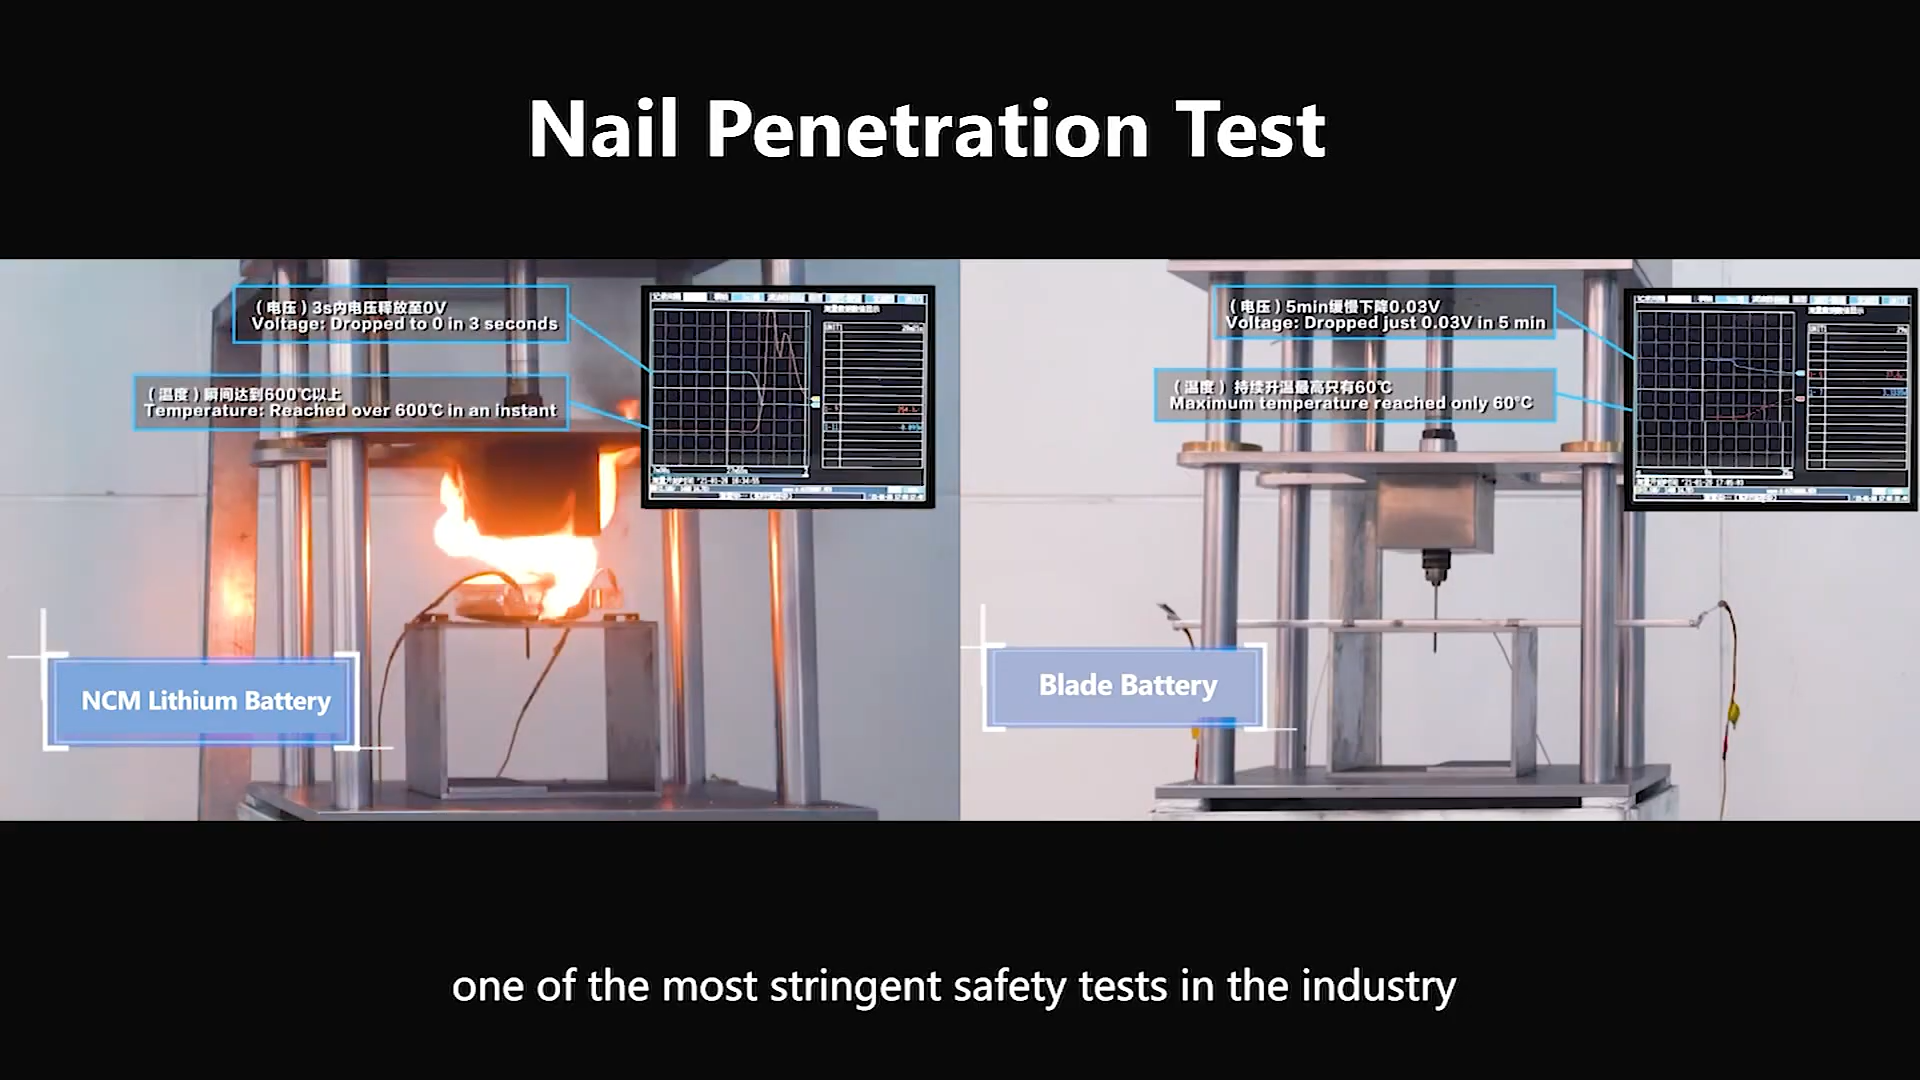 Nail Penetration Test
（电压）3s内电压释放至0V
Voltage: Dropped to 0 in 3 seconds
（温度）瞬间达到600℃以上
Temperature: Reached over 600℃ in an instant
NCM Lithium Battery
（电压）5min缓慢下降0.03V
Voltage: Dropped just 0.03V in 5 min
（温度） 持续升温最高只有60℃
Maximum temperature reached only 60℃
Blade Battery
one of the most stringent safety tests in the industry